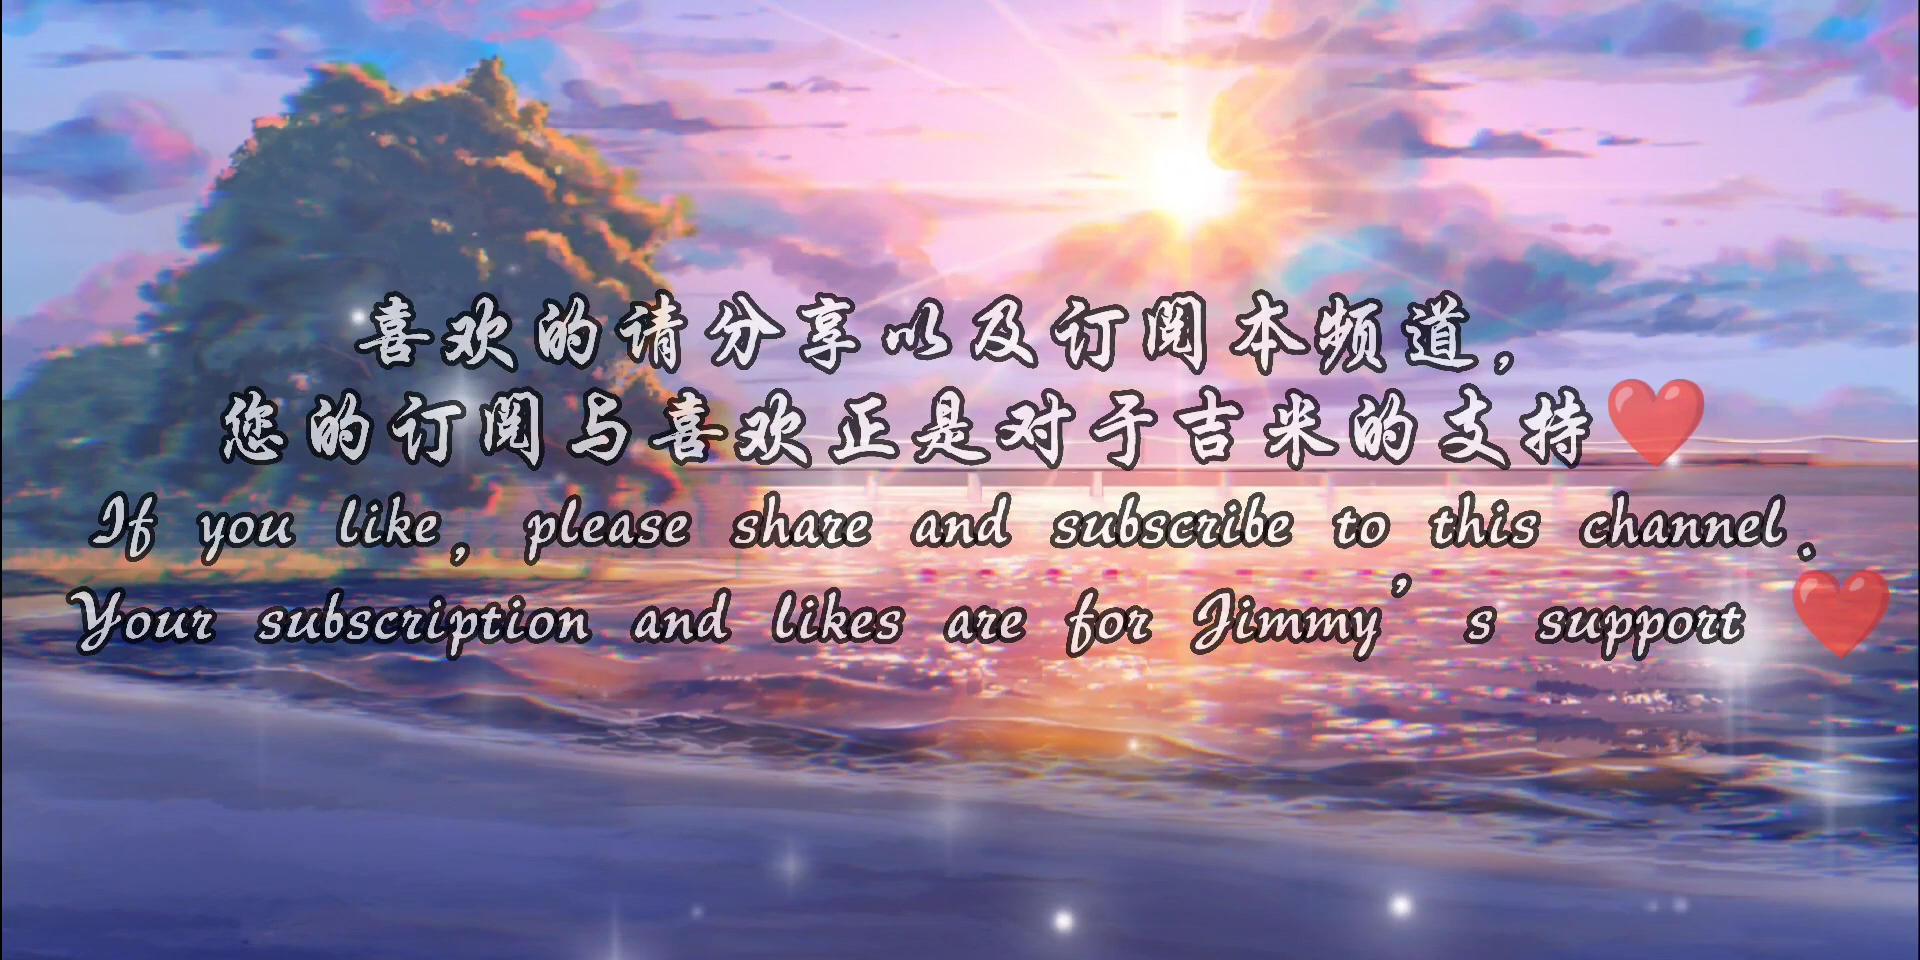 喜欢的请分享以及订阅本频道,
您的订阅与喜欢正是对于吉米的支持❤️
If you like, please share and subscribe to this channel.
Your subscription and likes are for Jimmy's support ❤️